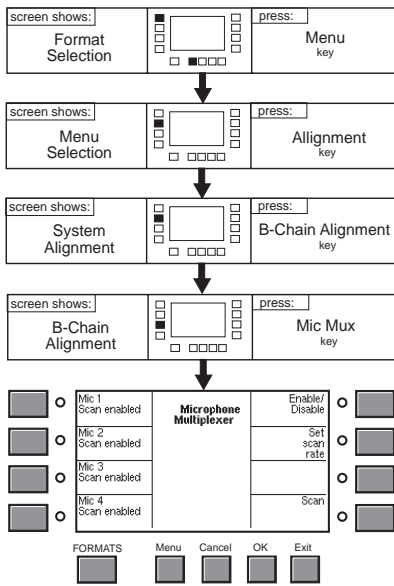 screen shows:
Format
Selection
press:
Menu
key
screen shows:
Menu
Selection
press:
Allignment
key
screen shows:
System
Alignment
press:
B-Chain Alignment
key
screen shows:
B-Chain
Alignment
press:
Mic Mux
key
Mic 1
Scan enabled
Mic 2
Scan enabled
Mic 3
Scan enabled
Mic 4
Scan enabled
Microphone
Multiplexer
Enable/
Disable
Set
scan
rate
Scan
FORMATS
Menu
Cancel
OK
Exit